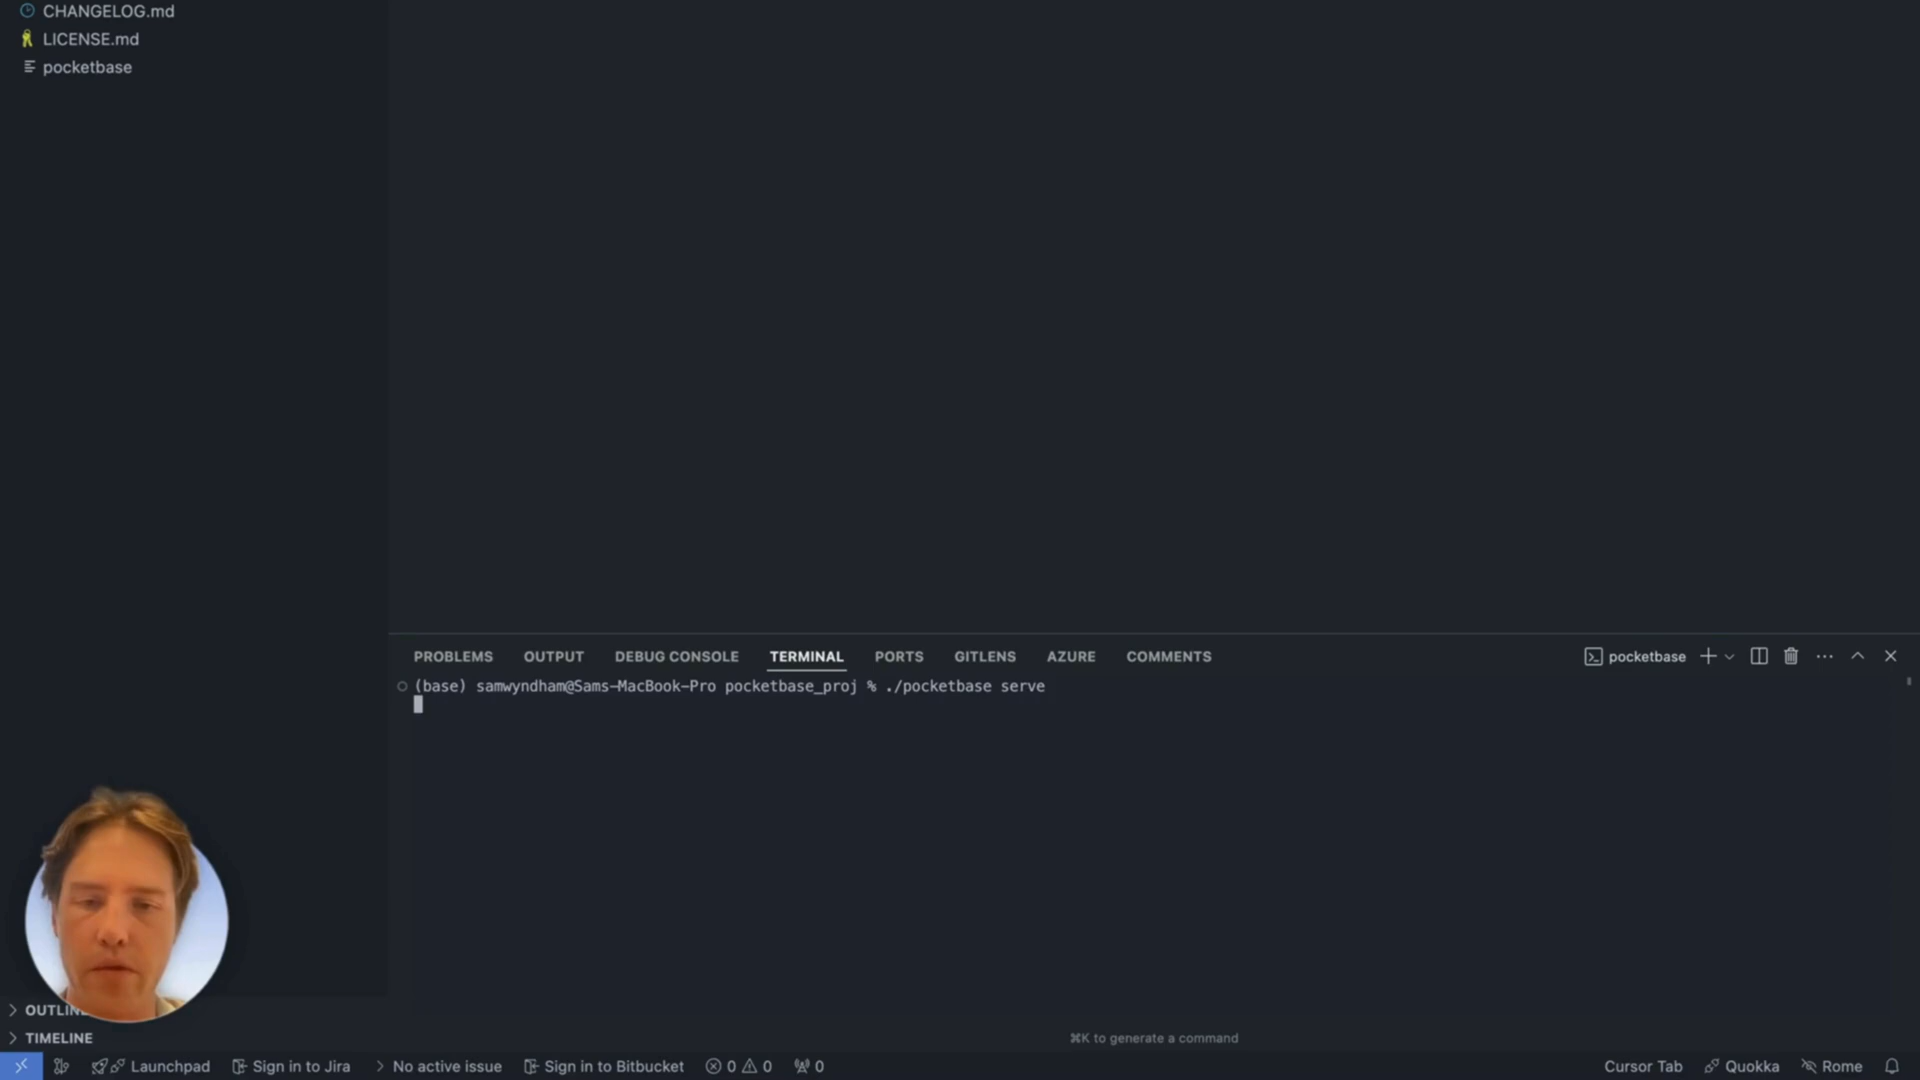 CHANGELOG.md
LICENSE.md
pocketbase
PROBLEMS OUTPUT DEBUG CONSOLE TERMINAL PORTS GITLENS AZURE COMMENTS pocketbase
(base) samwyndham@Sams-MacBook-Pro pocketbase_proj % ./pocketbase serve
OUTLINE
TIMELINE
⌘K to generate a command
Launchpad Sign in to Jira No active issue Sign in to Bitbucket 0 0 0 Cursor Tab Quokka Rome